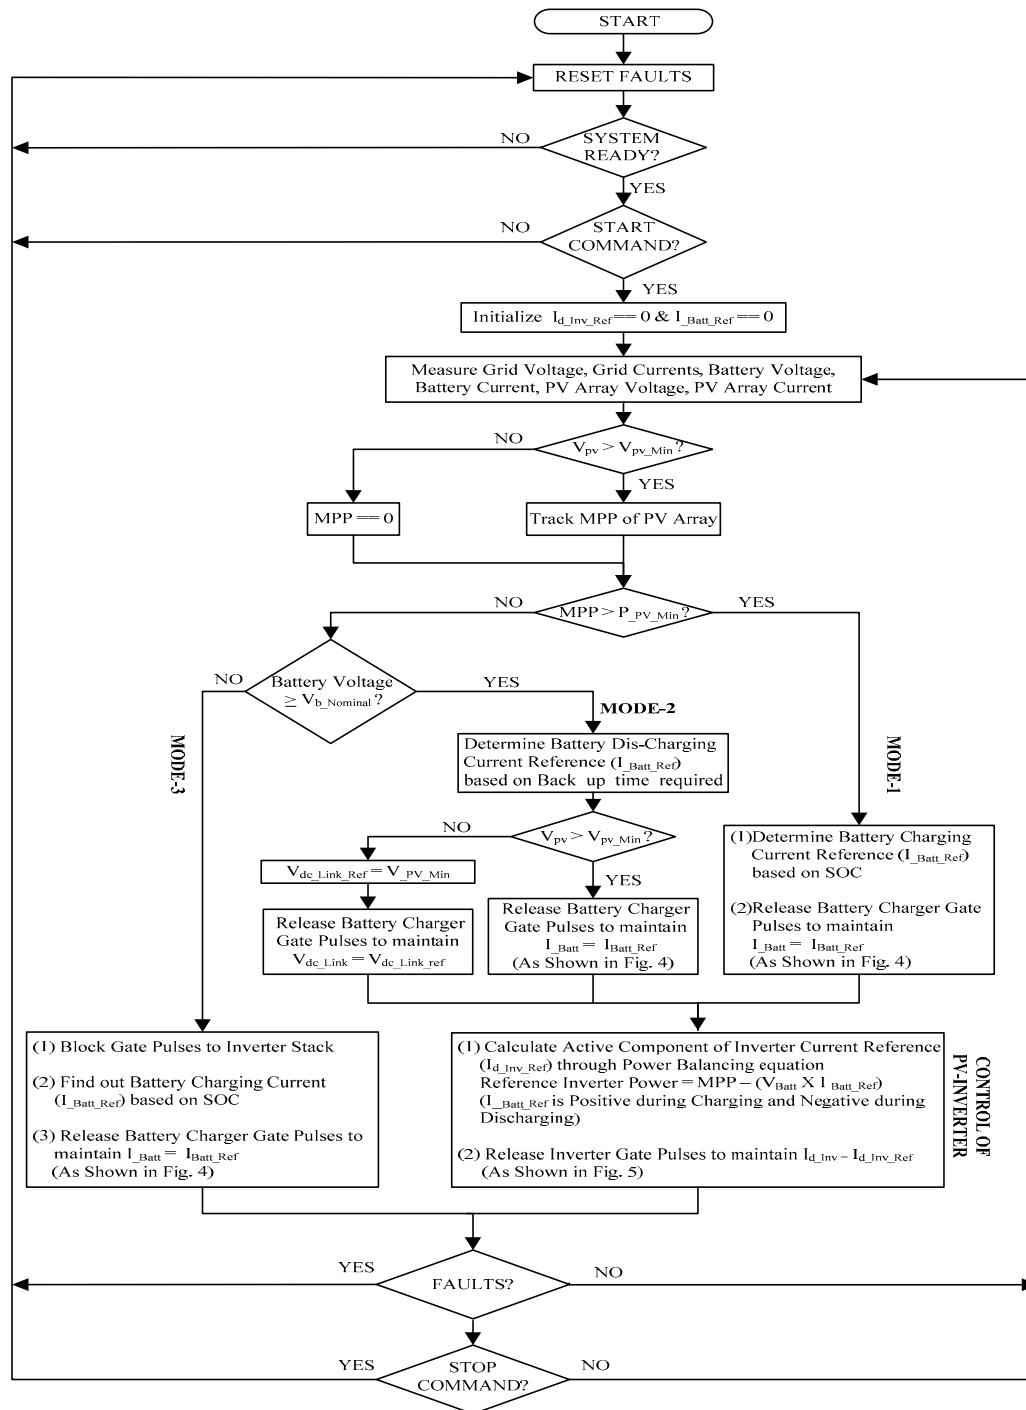 START
RESET FAULTS
NO
SYSTEM
READY?
YES
NO
START
COMMAND?
YES
Initialize I_d_Inv_Ref == 0 & I_Batt_Ref == 0
Measure Grid Voltage, Grid Currents, Battery Voltage,
Battery Current, PV Array Voltage, PV Array Current
NO
V_pv > V_pv_Min ?
YES
MPP == 0
Track MPP of PV Array
NO
MPP > P_PV_Min ?
YES
NO
Battery Voltage
≥ V_b_Nominal ?
YES
MODE-2
MODE-3
MODE-1
Determine Battery Dis-Charging
Current Reference (I_Batt_Ref)
based on Back up time required
NO
V_pv > V_pv_Min ?
YES
V_dc_Link_Ref = V_PV_Min
Release Battery Charger
Gate Pulses to maintain
V_dc_Link = V_dc_Link_ref
Release Battery Charger
Gate Pulses to maintain
I_Batt = I_Batt_Ref
(As Shown in Fig. 4)
(1)Determine Battery Charging
Current Reference (I_Batt_Ref)
based on SOC
(2)Release Battery Charger Gate
Pulses to maintain
I_Batt = I_Batt_Ref
(As Shown in Fig. 4)
(1) Block Gate Pulses to Inverter Stack
(2) Find out Battery Charging Current
(I_Batt_Ref) based on SOC
(3) Release Battery Charger Gate Pulses to
maintain I_Batt = I_Batt_Ref
(As Shown in Fig. 4)
(1) Calculate Active Component of Inverter Current Reference
(I_d_Inv_Ref) through Power Balancing equation
Reference Inverter Power = MPP – (V_Batt X I_Batt_Ref)
(I_Batt_Ref is Positive during Charging and Negative during
Discharging)
(2) Release Inverter Gate Pulses to maintain I_d_Inv – I_d_Inv_Ref
(As Shown in Fig. 5)
CONTROL OF
PV-INVERTER
YES
FAULTS?
NO
YES
STOP
COMMAND?
NO